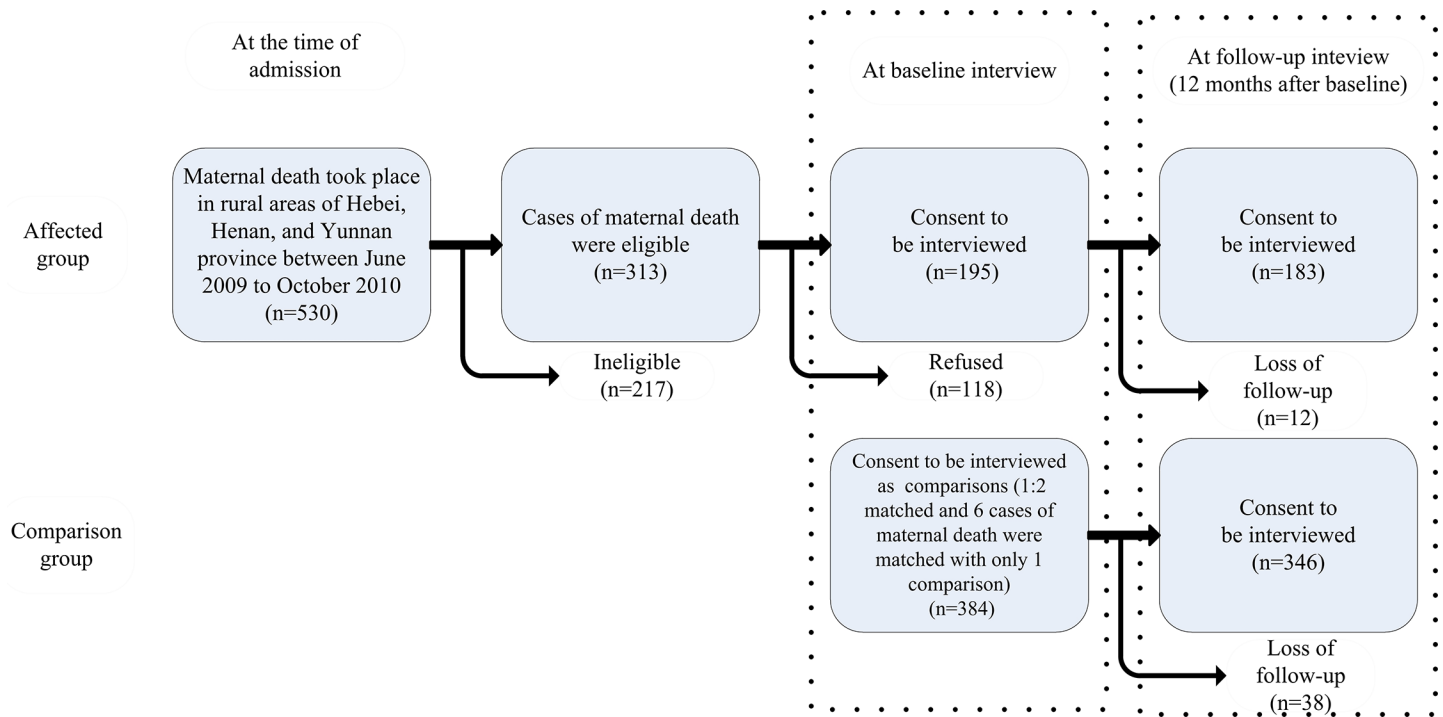 At the time of
admission
At baseline interview
At follow-up inteview
(12 months after baseline)
Affected
group
Maternal death took place
in rural areas of Hebei,
Henan, and Yunnan
province between June
2009 to October 2010
(n=530)
Cases of maternal death
were eligible
(n=313)
Consent to
be interviewed
(n=195)
Consent to
be interviewed
(n=183)
Ineligible
(n=217)
Refused
(n=118)
Loss of
follow-up
(n=12)
Comparison
group
Consent to be interviewed
as comparisons (1:2
matched and 6 cases of
maternal death were
matched with only 1
comparison)
(n=384)
Consent to
be interviewed
(n=346)
Loss of
follow-up
(n=38)